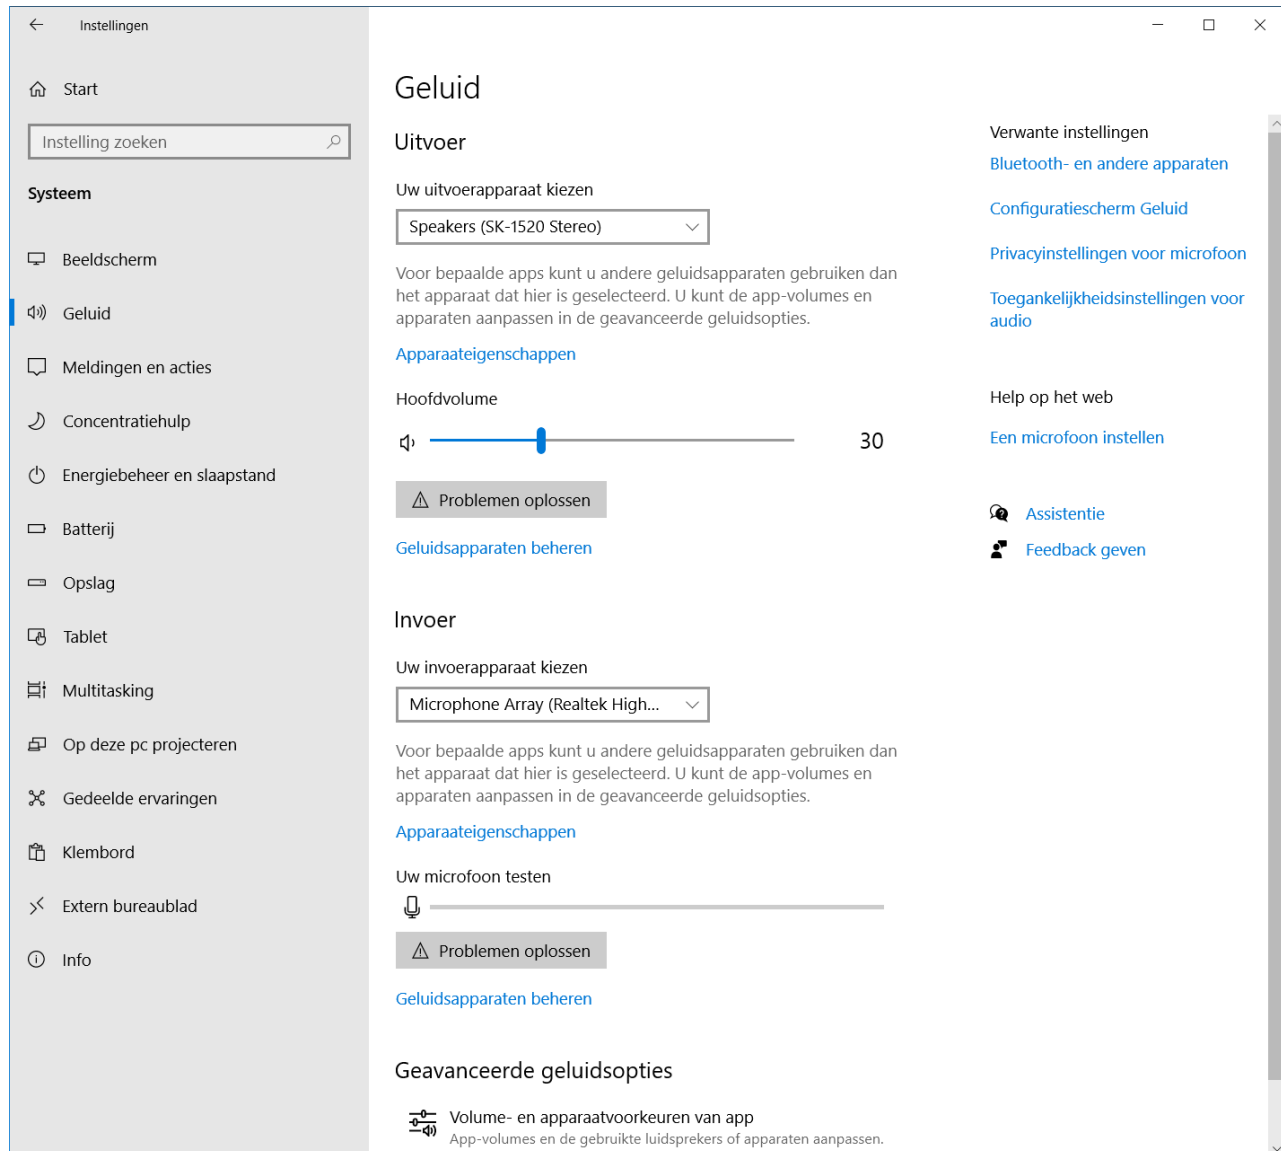 Instellingen
Start
Instelling zoeken
Systeem
Beeldscherm
Geluid
Meldingen en acties
Concentratiehulp
Energiebeheer en slaapstand
Batterij
Opslag
Tablet
Multitasking
Op deze pc projecteren
Gedeelde ervaringen
Klembord
Extern bureaublad
Info
Geluid
Uitvoer
Uw uitvoerapparaat kiezen
Speakers (SK-1520 Stereo)
Voor bepaalde apps kunt u andere geluidsapparaten gebruiken dan
het apparaat dat hier is geselecteerd. U kunt de app-volumes en
apparaten aanpassen in de geavanceerde geluidsopties.
Apparaateigenschappen
Hoofdvolume
30
Problemen oplossen
Geluidsapparaten beheren
Invoer
Uw invoerapparaat kiezen
Microphone Array (Realtek High...
Voor bepaalde apps kunt u andere geluidsapparaten gebruiken dan
het apparaat dat hier is geselecteerd. U kunt de app-volumes en
apparaten aanpassen in de geavanceerde geluidsopties.
Apparaateigenschappen
Uw microfoon testen
Problemen oplossen
Geluidsapparaten beheren
Geavanceerde geluidsopties
Volume- en apparaatvoorkeuren van app
App-volumes en de gebruikte luidsprekers of apparaten aanpassen.
Verwante instellingen
Bluetooth- en andere apparaten
Configuratiescherm Geluid
Privacyinstellingen voor microfoon
Toegankelijkheidsinstellingen voor
audio
Help op het web
Een microfoon instellen
Assistentie
Feedback geven